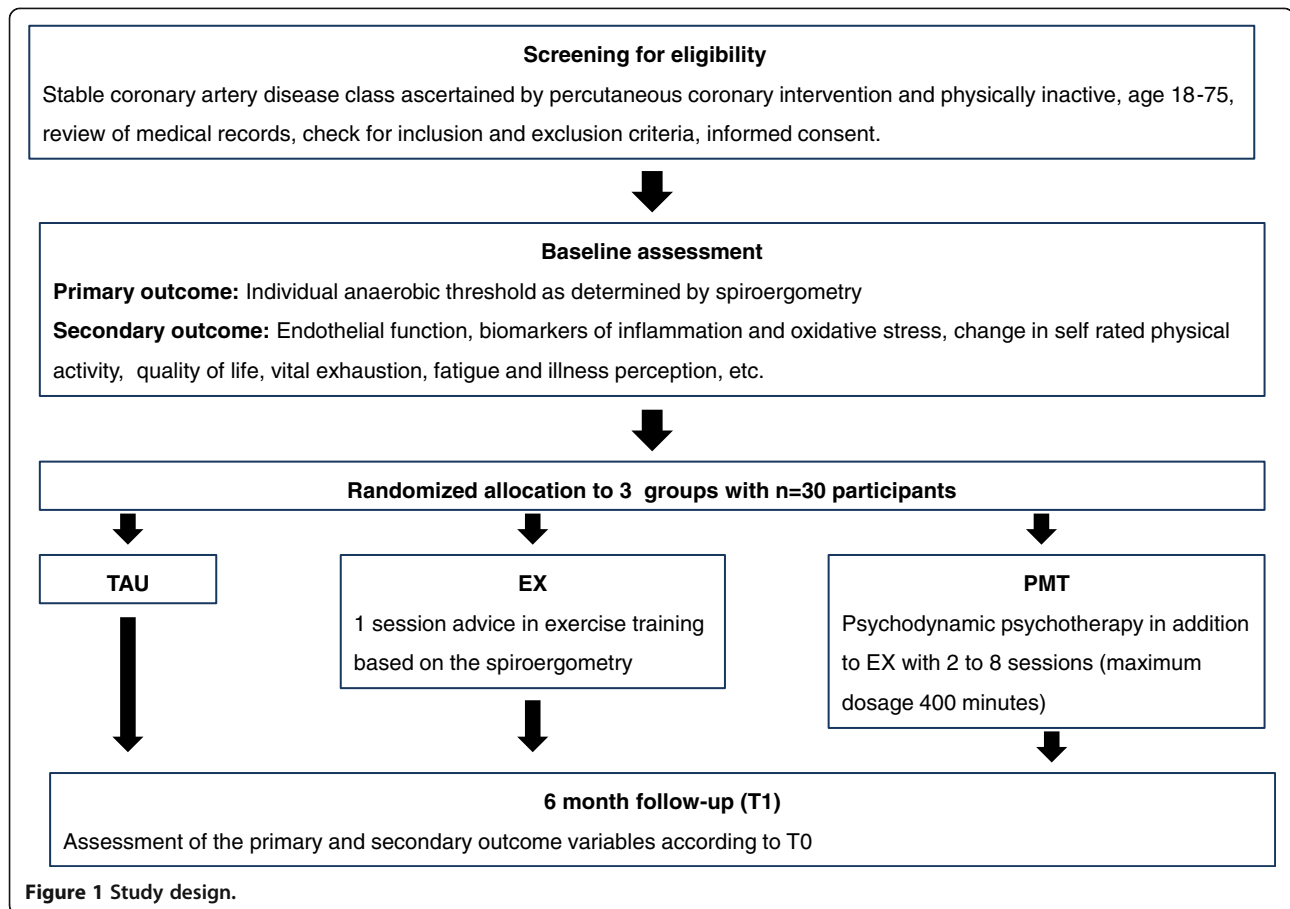 Screening for eligibility
Stable coronary artery disease class ascertained by percutaneous coronary intervention and physically inactive, age 18-75,
review of medical records, check for inclusion and exclusion criteria, informed consent.
Baseline assessment
Primary outcome: Individual anaerobic threshold as determined by spiroergometry
Secondary outcome: Endothelial function, biomarkers of inflammation and oxidative stress, change in self rated physical
activity, quality of life, vital exhaustion, fatigue and illness perception, etc.
Randomized allocation to 3 groups with n=30 participants
TAU
EX
1 session advice in exercise training
based on the spiroergometry
PMT
Psychodynamic psychotherapy in addition
to EX with 2 to 8 sessions (maximum
dosage 400 minutes)
6 month follow-up (T1)
Assessment of the primary and secondary outcome variables according to T0
Figure 1 Study design.